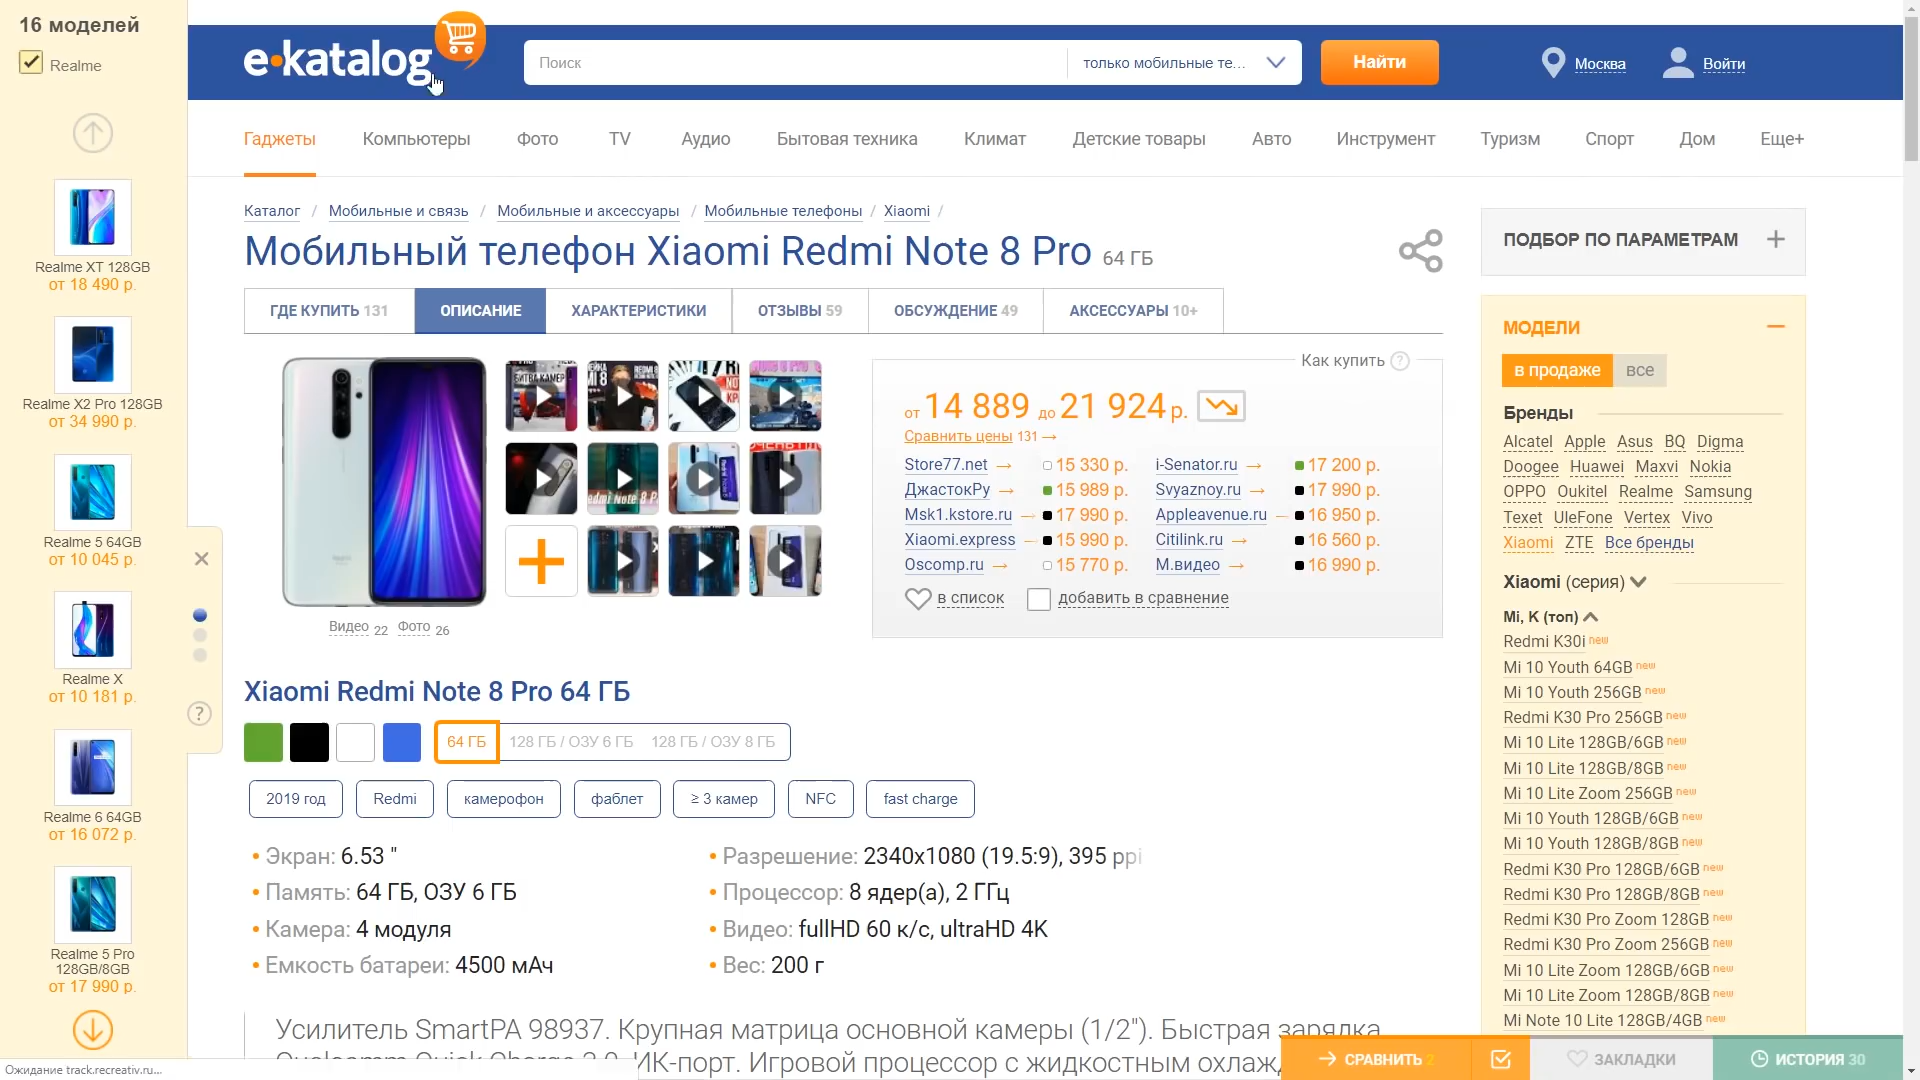 16 моделей
Realme
Realme XT 128GB
от 18 490 р.
Realme X2 Pro 128GB
от 34 990 р.
Realme 5 64GB
от 10 045 р.
Realme X
от 10 181 р.
Realme 6 64GB
от 16 072 р.
Realme 5 Pro
128GB/8GB
от 17 990 р.
Ожидание track.recreativ.ru...
e-katalog
Поиск
только мобильные те...
Найти
Москва
Войти
Гаджеты Компьютеры Фото TV Аудио Бытовая техника Климат Детские товары Авто Инструмент Туризм Спорт Дом Еще+
Каталог / Мобильные и связь / Мобильные и аксессуары / Мобильные телефоны / Xiaomi /
Мобильный телефон Xiaomi Redmi Note 8 Pro 64 ГБ
ГДЕ КУПИТЬ 131 ОПИСАНИЕ ХАРАКТЕРИСТИКИ ОТЗЫВЫ 59 ОБСУЖДЕНИЕ 49 АКСЕССУАРЫ 10+
Видео 22 Фото 26
Как купить ?
от 14 889 до 21 924 р.
Сравнить цены 131 →
Store77.net → 15 330 р. i-Senator.ru → 17 200 р.
ДжастокРу → 15 989 р. Svyaznoy.ru → 17 990 р.
Msk1.kstore.ru → 17 990 р. Appleavenue.ru → 16 950 р.
Xiaomi.express → 15 990 р. Citilink.ru → 16 560 р.
Oscomp.ru → 15 770 р. М.видео → 16 990 р.
в список добавить в сравнение
?
Xiaomi Redmi Note 8 Pro 64 ГБ
64 ГБ 128 ГБ / ОЗУ 6 ГБ 128 ГБ / ОЗУ 8 ГБ
2019 год Redmi камерофон фаблет ≥ 3 камер NFC fast charge
• Экран: 6.53 " • Разрешение: 2340x1080 (19.5:9), 395 ppi
• Память: 64 ГБ, ОЗУ 6 ГБ • Процессор: 8 ядер(а), 2 ГГц
• Камера: 4 модуля • Видео: fullHD 60 к/с, ultraHD 4K
• Емкость батареи: 4500 мАч • Вес: 200 г
Усилитель SmartPA 98937. Крупная матрица основной камеры (1/2"). Быстрая зарядка
ИК-порт. Игровой процессор с жидкостным охлажд
ПОДБОР ПО ПАРАМЕТРАМ +
МОДЕЛИ –
в продаже все
Бренды
Alcatel Apple Asus BQ Digma
Doogee Huawei Maxvi Nokia
OPPO Oukitel Realme Samsung
Texet UleFone Vertex Vivo
Xiaomi ZTE Все бренды
Xiaomi (серия)
Mi, K (топ)
Redmi K30i new
Mi 10 Youth 64GB new
Mi 10 Youth 256GB new
Redmi K30 Pro 256GB new
Mi 10 Lite 128GB/6GB new
Mi 10 Lite 128GB/8GB new
Mi 10 Lite Zoom 256GB new
Mi 10 Youth 128GB/6GB new
Mi 10 Youth 128GB/8GB new
Redmi K30 Pro 128GB/6GB new
Redmi K30 Pro 128GB/8GB new
Redmi K30 Pro Zoom 128GB new
Redmi K30 Pro Zoom 256GB new
Mi 10 Lite Zoom 128GB/6GB new
Mi 10 Lite Zoom 128GB/8GB new
Mi Note 10 Lite 128GB/4GB new
→ СРАВНИТЬ 2 ЗАКЛАДКИ ИСТОРИЯ 30